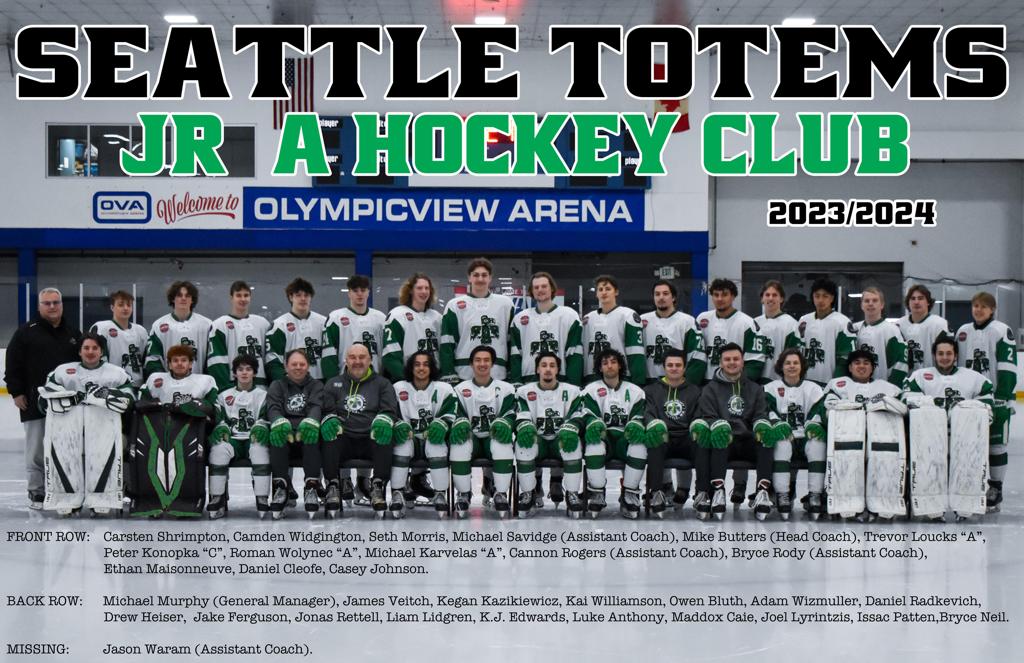 SEATTLE TOTEMS
JR A HOCKEY CLUB
OVA Welcome to OLYMPICVIEW ARENA
2023/2024
FRONT ROW: Carsten Shrimpton, Camden Widgington, Seth Morris, Michael Savidge (Assistant Coach), Mike Butters (Head Coach), Trevor Loucks “A”,
Peter Konopka “C”, Roman Wolynec “A”, Michael Karvelas “A”, Cannon Rogers (Assistant Coach), Bryce Rody (Assistant Coach),
Ethan Maisonneuve, Daniel Cleofe, Casey Johnson.
BACK ROW: Michael Murphy (General Manager), James Veitch, Kegan Kazikiewicz, Kai Williamson, Owen Bluth, Adam Wizmuller, Daniel Radkevich,
Drew Heiser, Jake Ferguson, Jonas Rettell, Liam Lidgren, K.J. Edwards, Luke Anthony, Maddox Caie, Joel Lyrintzis, Issac Patten,Bryce Neil.
MISSING: Jason Waram (Assistant Coach).